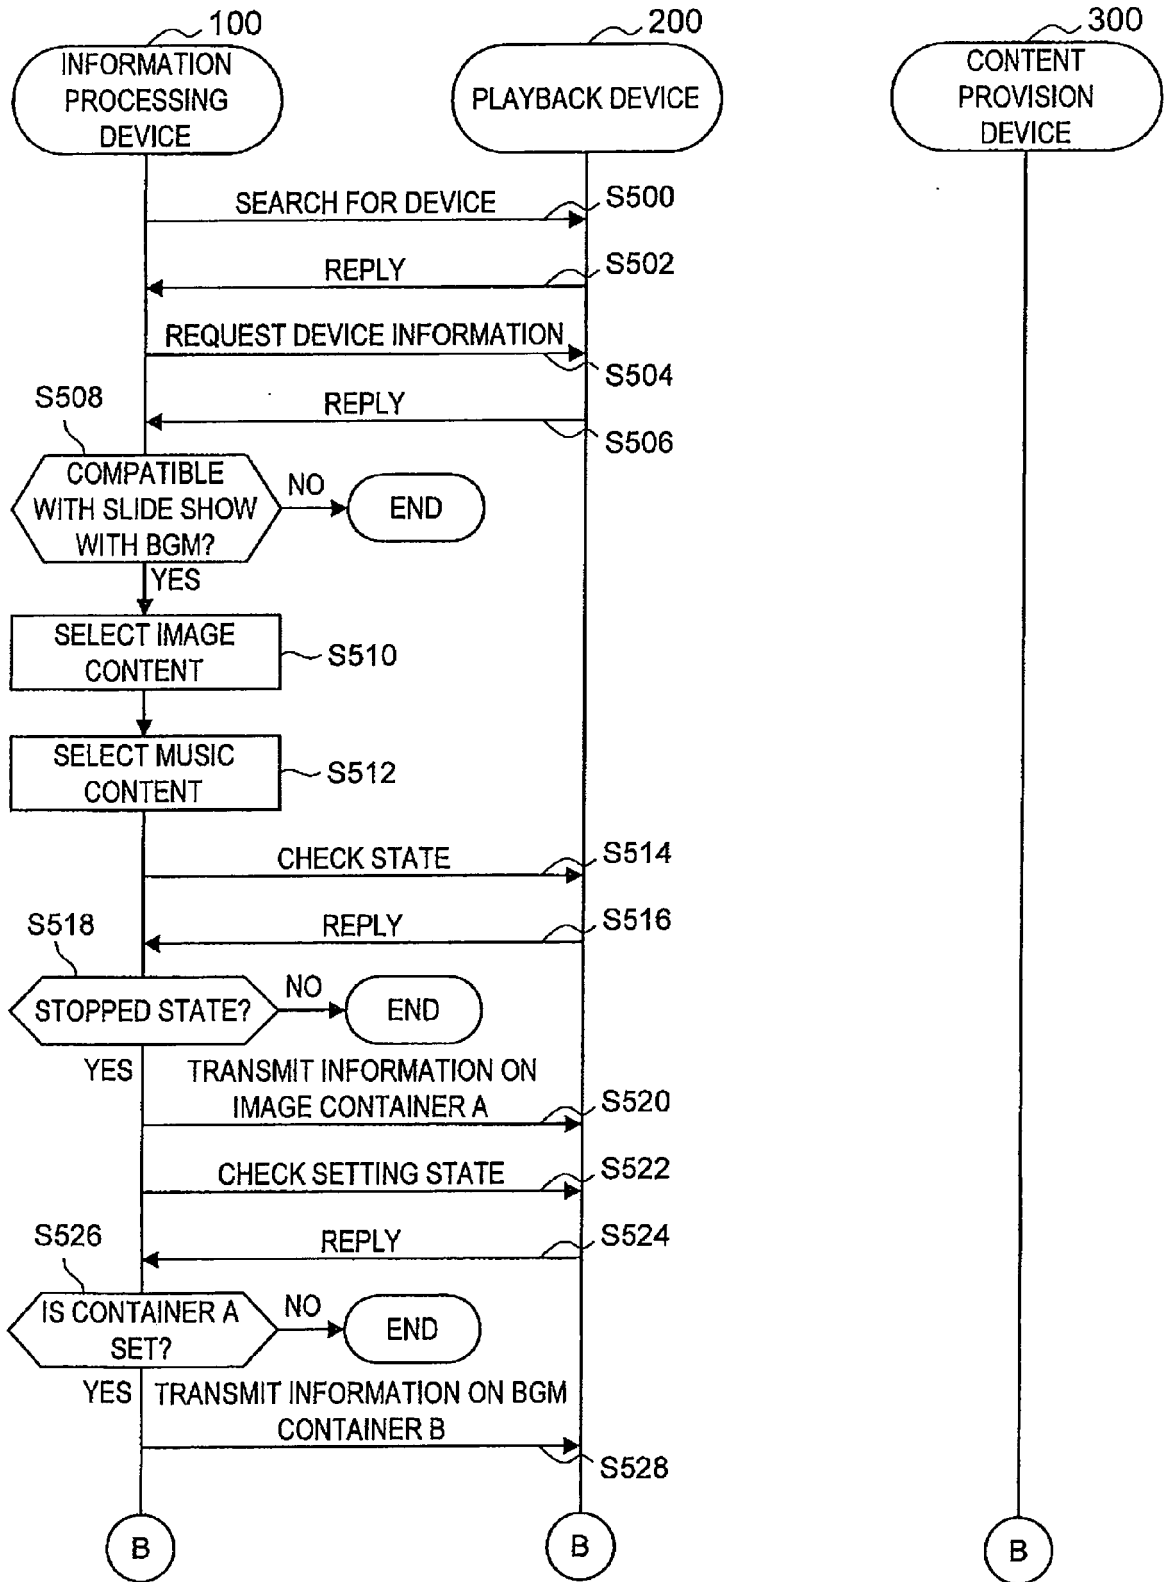 100
200
300
INFORMATION
PROCESSING
DEVICE
PLAYBACK DEVICE
CONTENT
PROVISION
DEVICE
SEARCH FOR DEVICE
S500
REPLY
S502
REQUEST DEVICE INFORMATION
S504
REPLY
S506
S508
COMPATIBLE
WITH SLIDE SHOW
WITH BGM?
NO
END
YES
SELECT IMAGE
CONTENT
S510
SELECT MUSIC
CONTENT
S512
CHECK STATE
S514
REPLY
S516
S518
STOPPED STATE?
NO
END
YES
TRANSMIT INFORMATION ON
IMAGE CONTAINER A
S520
CHECK SETTING STATE
S522
REPLY
S524
S526
IS CONTAINER A
SET?
NO
END
YES
TRANSMIT INFORMATION ON BGM
CONTAINER B
S528
B
B
B